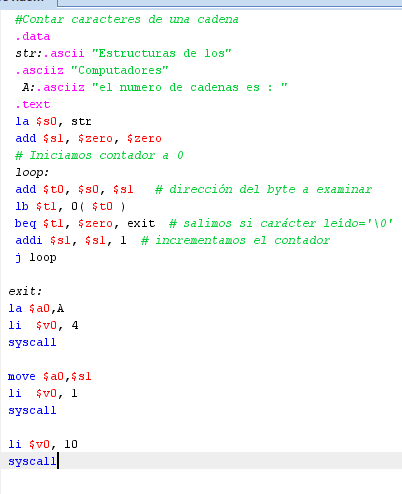 #Contar caracteres de una cadena
.data
str:.ascii "Estructuras de los"
.asciiz "Computadores"
A:.asciiz "el numero de cadenas es : "
.text
la $s0, str
add $s1, $zero, $zero
# Iniciamos contador a 0
loop:
add $t0, $s0, $s1 # dirección del byte a examinar
lb $t1, 0( $t0 )
beq $t1, $zero, exit # salimos si carácter leído='\0'
addi $s1, $s1, 1 # incrementamos el contador
j loop
exit:
la $a0,A
li $v0, 4
syscall
move $a0,$s1
li $v0, 1
syscall
li $v0, 10
syscall